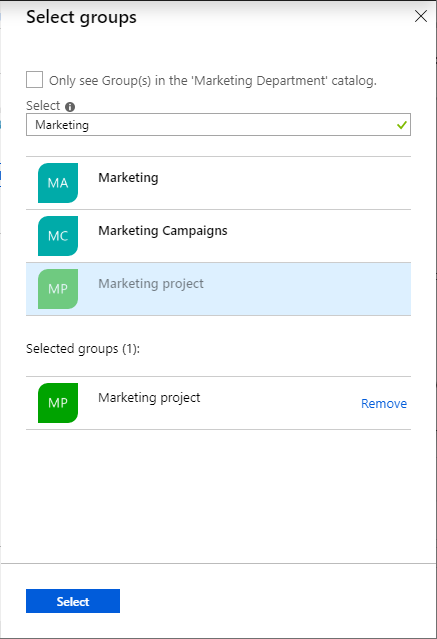 Select groups
Only see Group(s) in the 'Marketing Department' catalog.
Select
Marketing
MA Marketing
MC Marketing Campaigns
MP Marketing project
Selected groups (1):
MP Marketing project Remove
Select